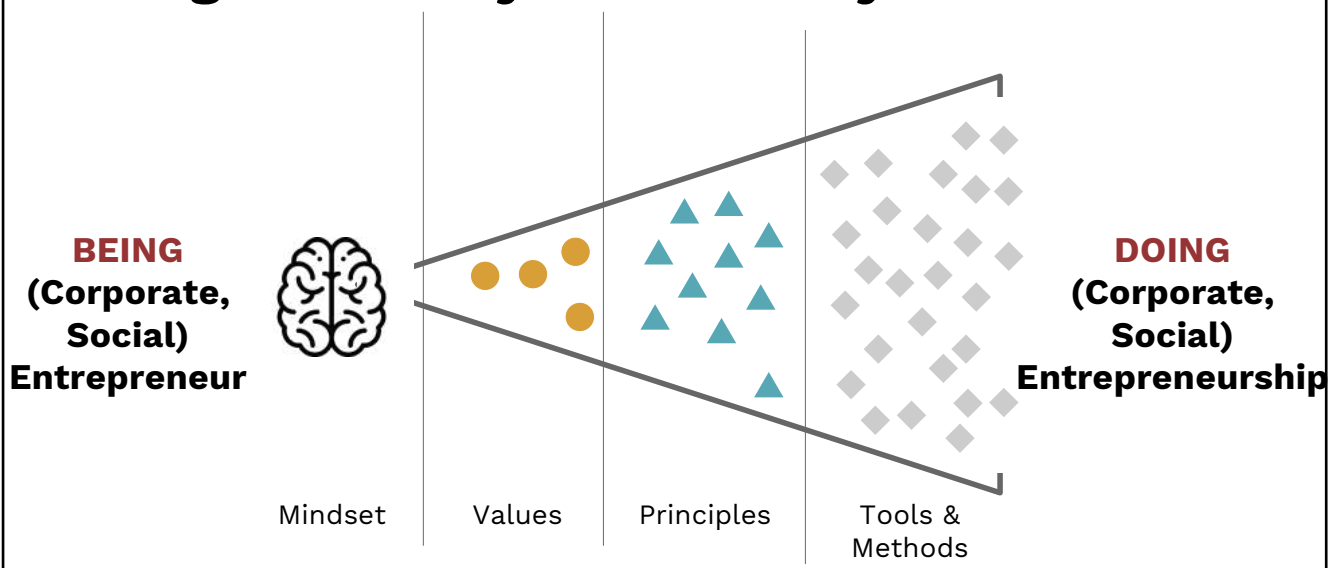 BEING
(Corporate,
Social)
Entrepreneur
DOING
(Corporate,
Social)
Entrepreneurship
Mindset
Values
Principles
Tools &
Methods